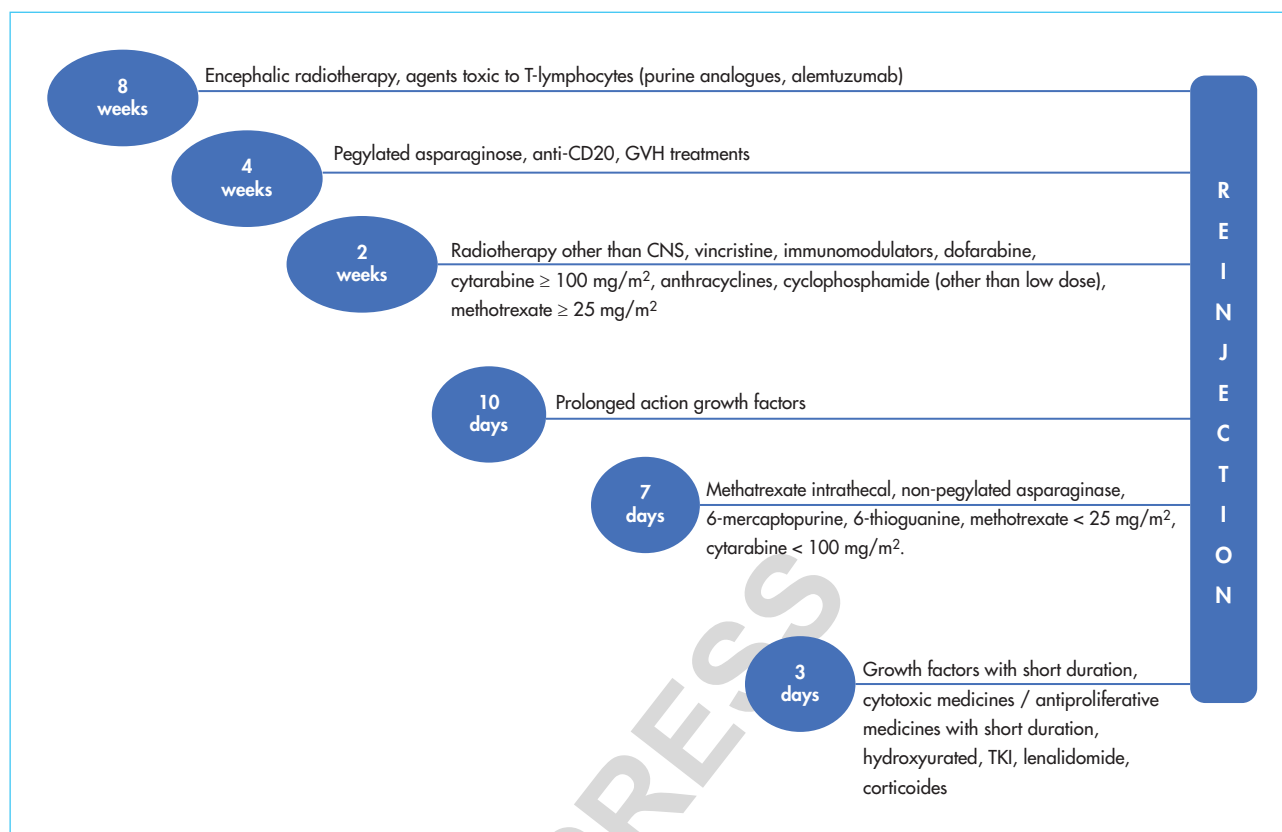 8
weeks
Encephalic radiotherapy, agents toxic to T-lymphocytes (purine analogues, alemtuzumab)
4
weeks
Pegylated asparaginose, anti-CD20, GVH treatments
2
weeks
Radiotherapy other than CNS, vincristine, immunomodulators, dofarabine,
cytarabine ≥ 100 mg/m², anthracyclines, cyclophosphamide (other than low dose),
methotrexate ≥ 25 mg/m²
10
days
Prolonged action growth factors
7
days
Methatrexate intrathecal, non-pegylated asparaginase,
6-mercaptopurine, 6-thioguanine, methotrexate < 25 mg/m²,
cytarabine < 100 mg/m².
3
days
Growth factors with short duration,
cytotoxic medicines / antiproliferative
medicines with short duration,
hydroxyurated, TKI, lenalidomide,
corticoides
R
E
I
N
J
E
C
T
I
O
N
PRESS